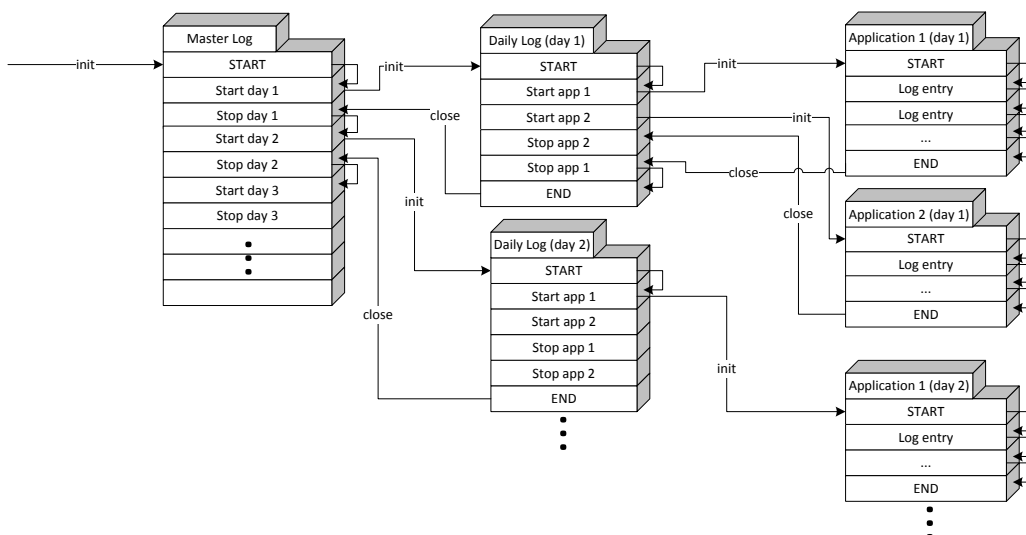 init
Master Log
START
Start day 1
Stop day 1
Start day 2
Stop day 2
Start day 3
Stop day 3
init
close
init
close
Daily Log (day 1)
START
Start app 1
Start app 2
Stop app 2
Stop app 1
END
Daily Log (day 2)
START
Start app 1
Start app 2
Stop app 1
Stop app 2
END
init
init
close
close
init
Application 1 (day 1)
START
Log entry
Log entry
...
END
Application 2 (day 1)
START
Log entry
...
END
Application 1 (day 2)
START
Log entry
...
END